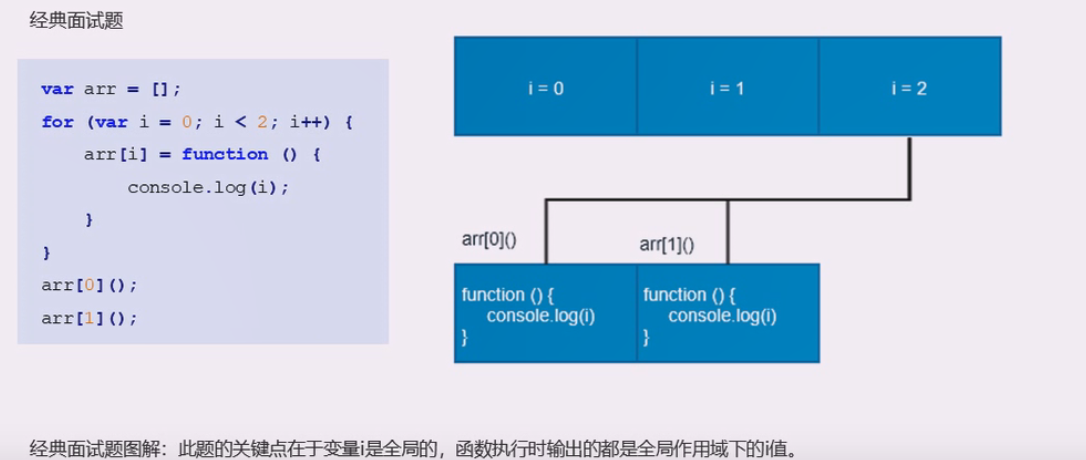 经典面试题
var arr = [];
for (var i = 0; i < 2; i++) {
arr[i] = function () {
console.log(i);
}
}
arr[0]();
arr[1]();
i = 0
i = 1
i = 2
arr[0]()
arr[1]()
function () {
console.log(i)
}
function () {
console.log(i)
}
经典面试题图解：此题的关键点在于变量i是全局的，函数执行时输出的都是全局作用域下的i值。